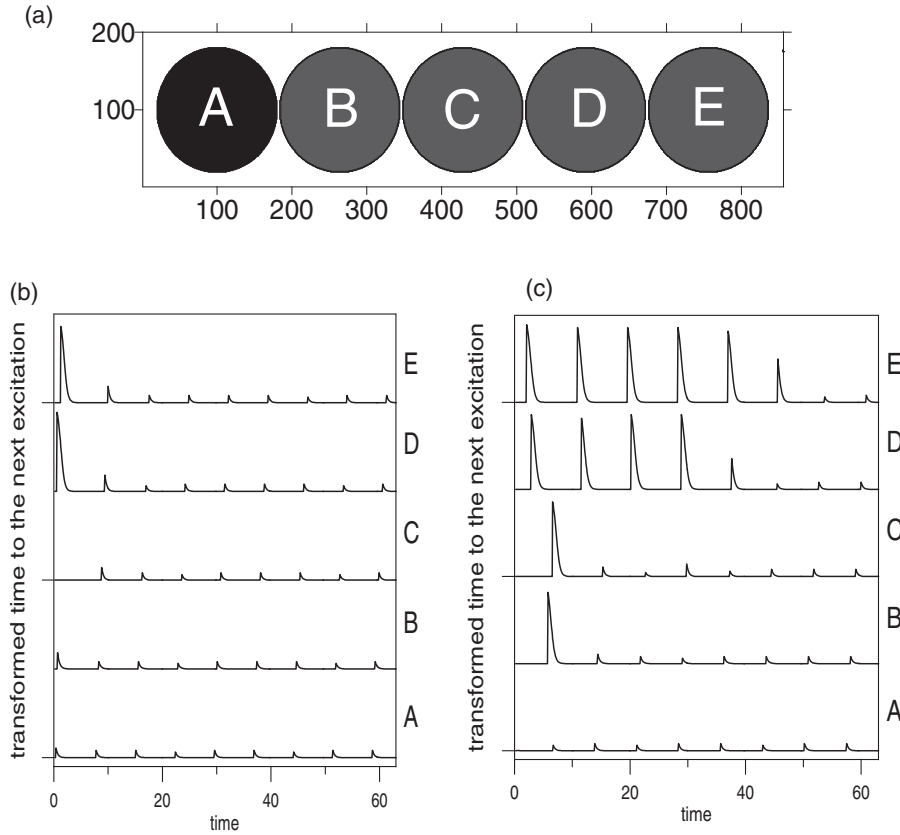 (a)
200
100
A B C D E
100 200 300 400 500 600 700 800
(b)
transformed time to the next excitation
E
D
C
B
A
0 20 40 60
time
(c)
transformed time to the next excitation
E
D
C
B
A
0 20 40 60
time